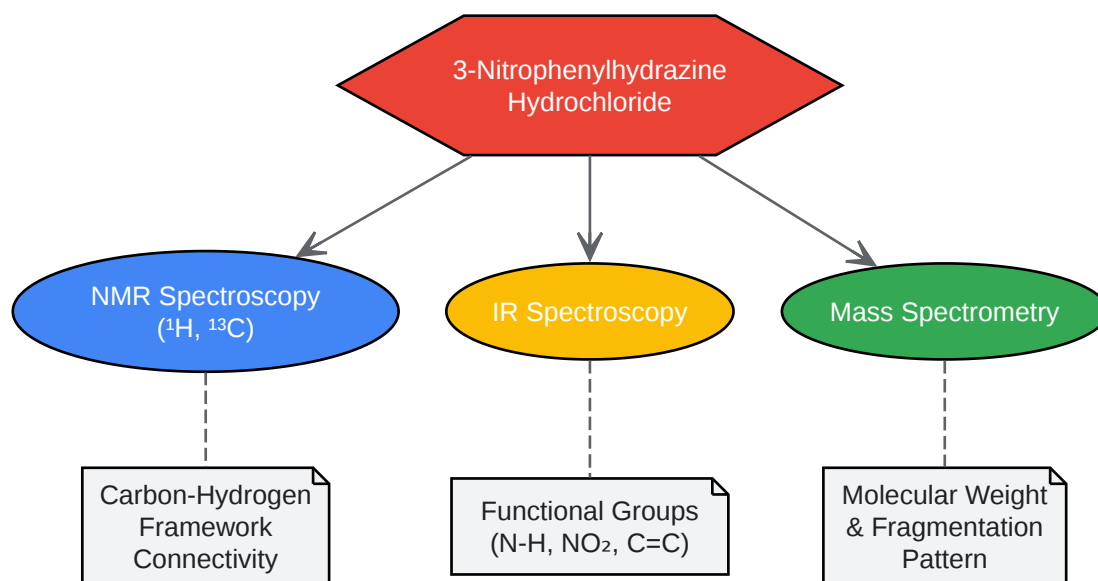 3-Nitrophenylhydrazine
Hydrochloride
NMR Spectroscopy
(¹H, ¹³C)
IR Spectroscopy
Mass Spectrometry
Carbon-Hydrogen
Framework
Connectivity
Functional Groups
(N-H, NO₂, C=C)
Molecular Weight
& Fragmentation
Pattern